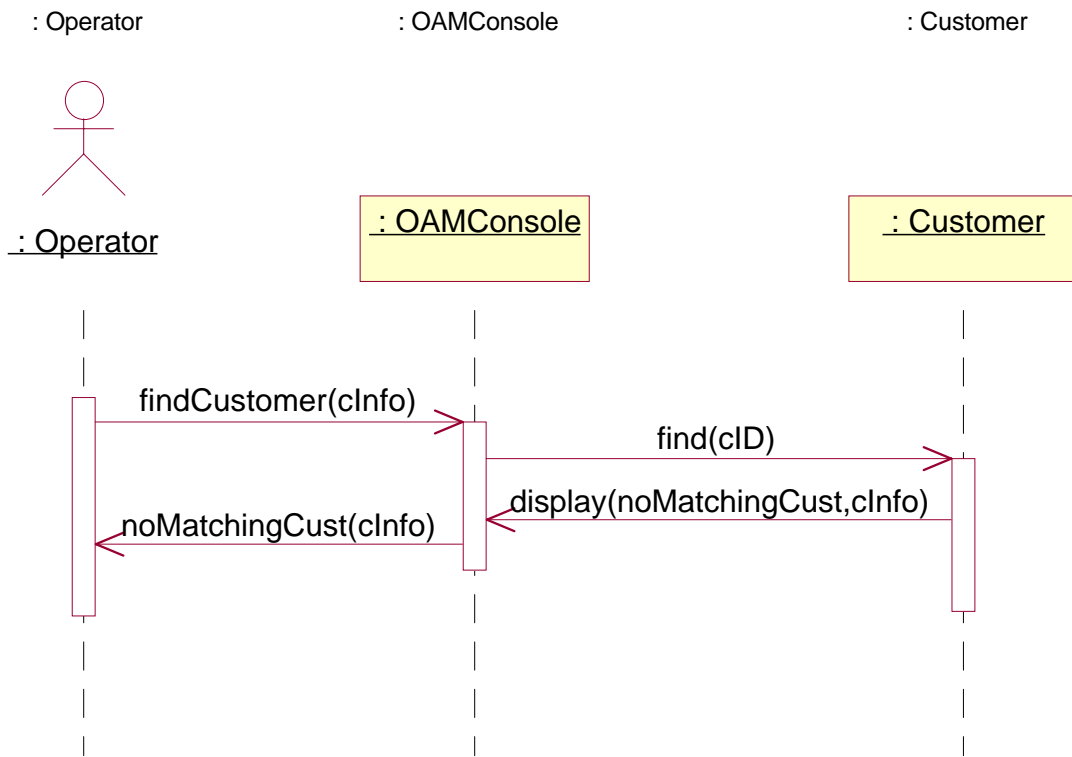 : Operator
: OAMConsole
: Customer
: Operator
: OAMConsole
: Customer
findCustomer(cInfo)
find(cID)
display(noMatchingCust,cInfo)
noMatchingCust(cInfo)